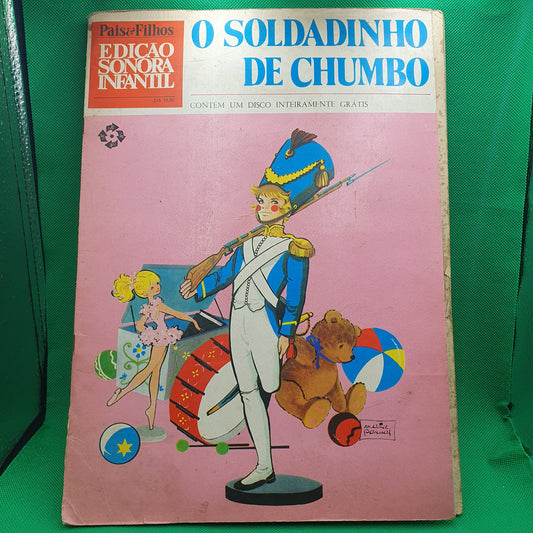 Pais & Filhos
EDIÇÃO
SONORA
INFANTIL
O SOLDADINHO
DE CHUMBO
CONTÉM UM DISCO INTEIRAMENTE GRÁTIS